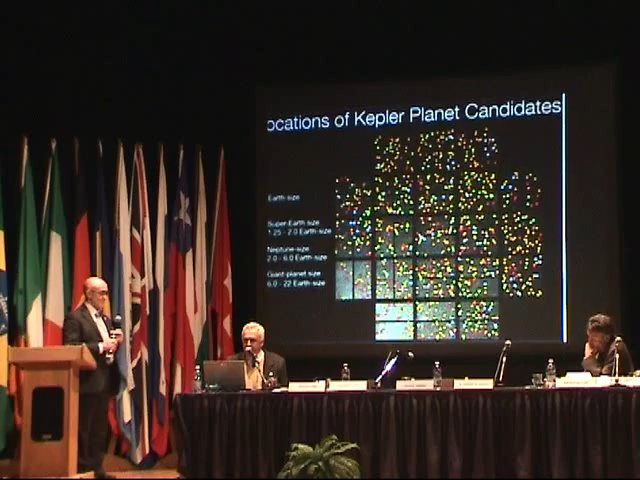 ocations of Kepler Planet Candidates
Earth-size
Super-Earth-size
1.25 - 2.0 Earth-size
Neptune-size
2.0 - 6.0 Earth-size
Giant-planet size
6.0 - 22 Earth-size